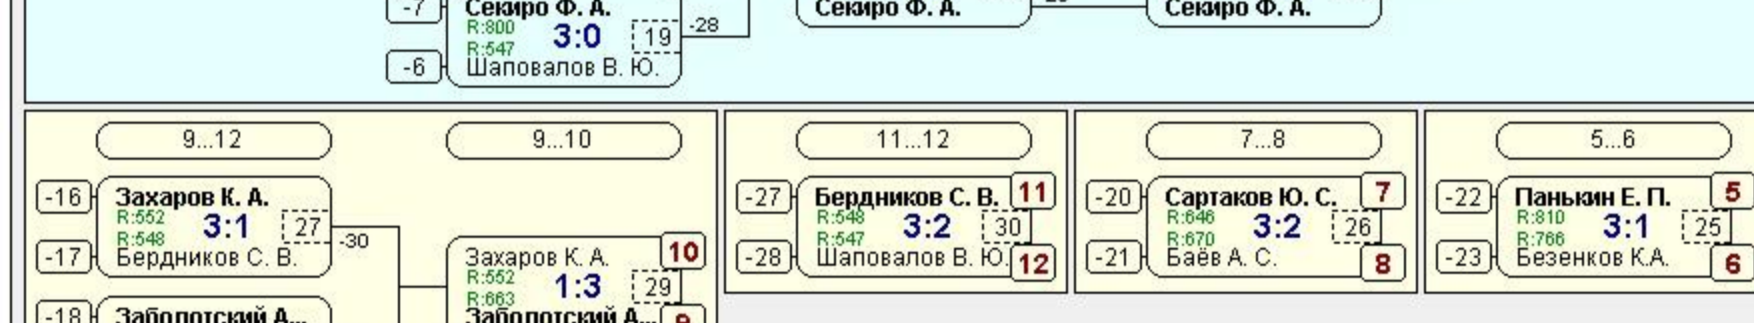 -7
Секиро Ф. А.
R:800
3:0
19
-28
R:547
-6
Шаповалов В. Ю.
Секиро Ф. А.
Секиро Ф. А.
9...12
9...10
11...12
7...8
5...6
-16
Захаров К. А.
R:552
3:1
27
R:548
-17
Бердников С. В.
-30
-18
Заболотский А...
Захаров К. А.
10
R:552
1:3
29
R:663
Заболотский А...
9
-27
Бердников С. В.
11
R:548
3:2
30
R:547
-28
Шаповалов В. Ю.
12
-20
Сартаков Ю. С.
7
R:646
3:2
26
R:670
-21
Баёв А. С.
8
-22
Панькин Е. П.
5
R:810
3:1
25
R:766
-23
Безенков К.А.
6